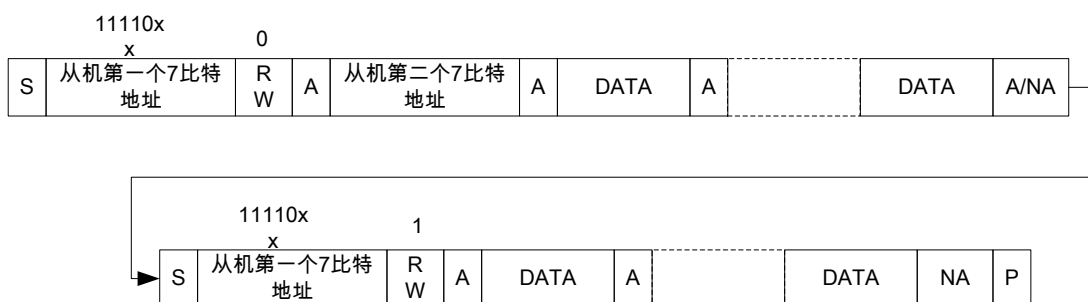 11110x
x
0
S
从机第一个7比特
地址
R
W
A
从机第二个7比特
地址
A
DATA
A
DATA
A/NA
11110x
x
1
S
从机第一个7比特
地址
R
W
A
DATA
A
DATA
NA
P